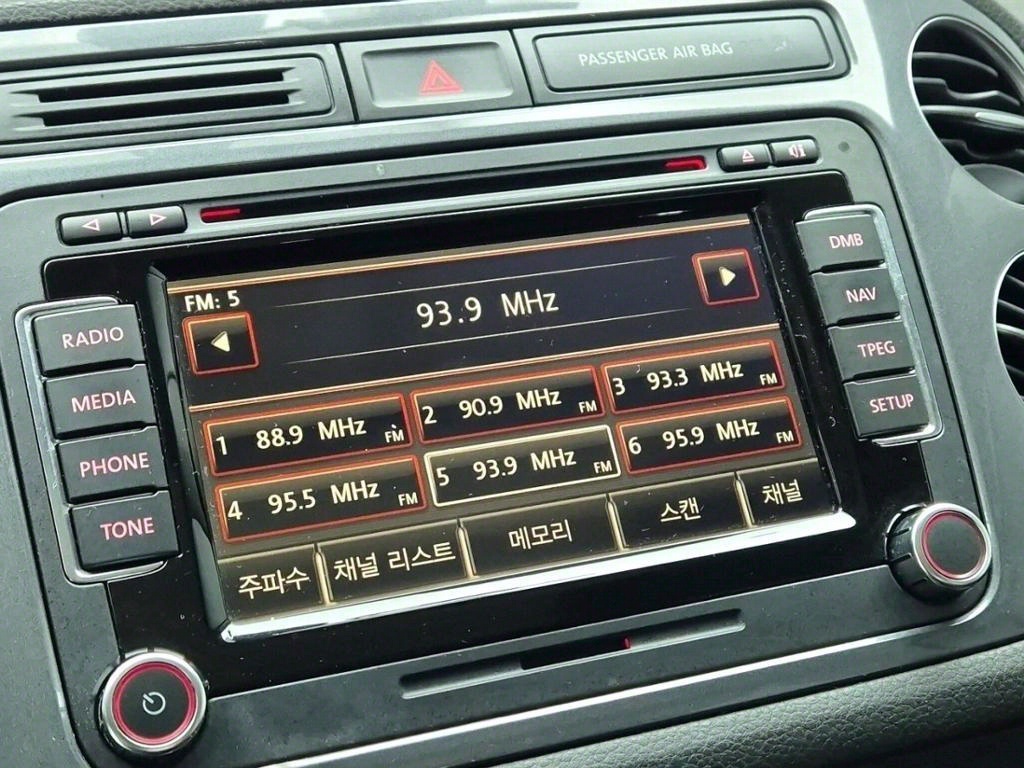 PASSENGER AIR BAG
FM: 5
93.9 MHz
1 88.9 MHz FM
2 90.9 MHz FM
3 93.3 MHz FM
4 95.5 MHz FM
5 93.9 MHz FM
6 95.9 MHz FM
주파수
채널 리스트
메모리
스캔
채널
RADIO
MEDIA
PHONE
TONE
DMB
NAV
TPEG
SETUP